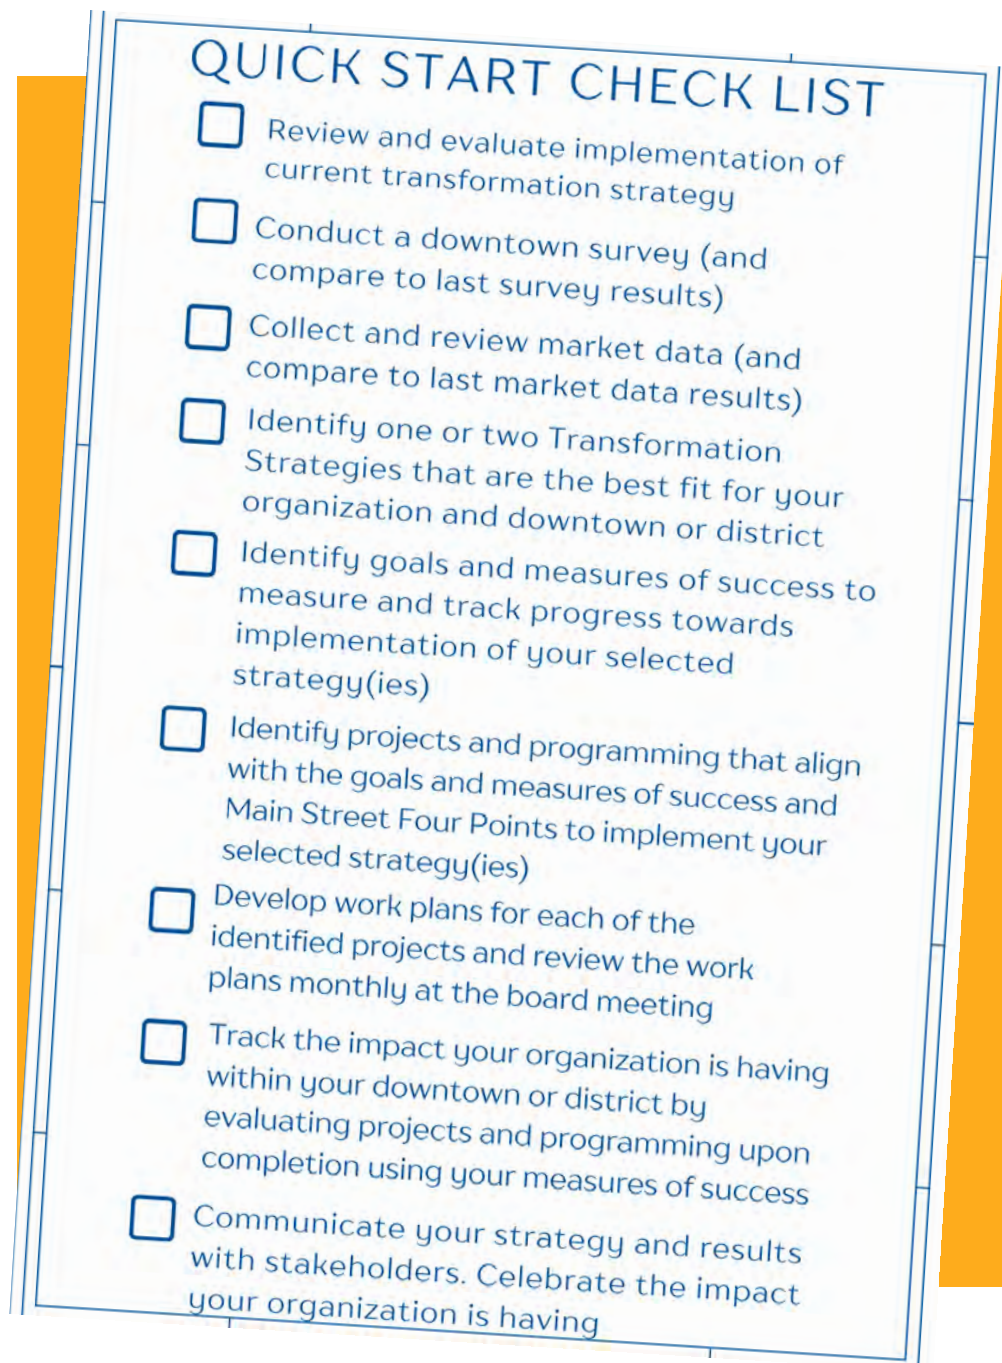 QUICK START CHECK LIST
Review and evaluate implementation of
current transformation strategy
Conduct a downtown survey (and
compare to last survey results)
Collect and review market data (and
compare to last market data results)
Identify one or two Transformation
Strategies that are the best fit for your
organization and downtown or district
Identify goals and measures of success to
measure and track progress towards
implementation of your selected
strategy(ies)
Identify projects and programming that align
with the goals and measures of success and
Main Street Four Points to implement your
selected strategy(ies)
Develop work plans for each of the
identified projects and review the work
plans monthly at the board meeting
Track the impact your organization is having
within your downtown or district by
evaluating projects and programming upon
completion using your measures of success
Communicate your strategy and results
with stakeholders. Celebrate the impact
your organization is having